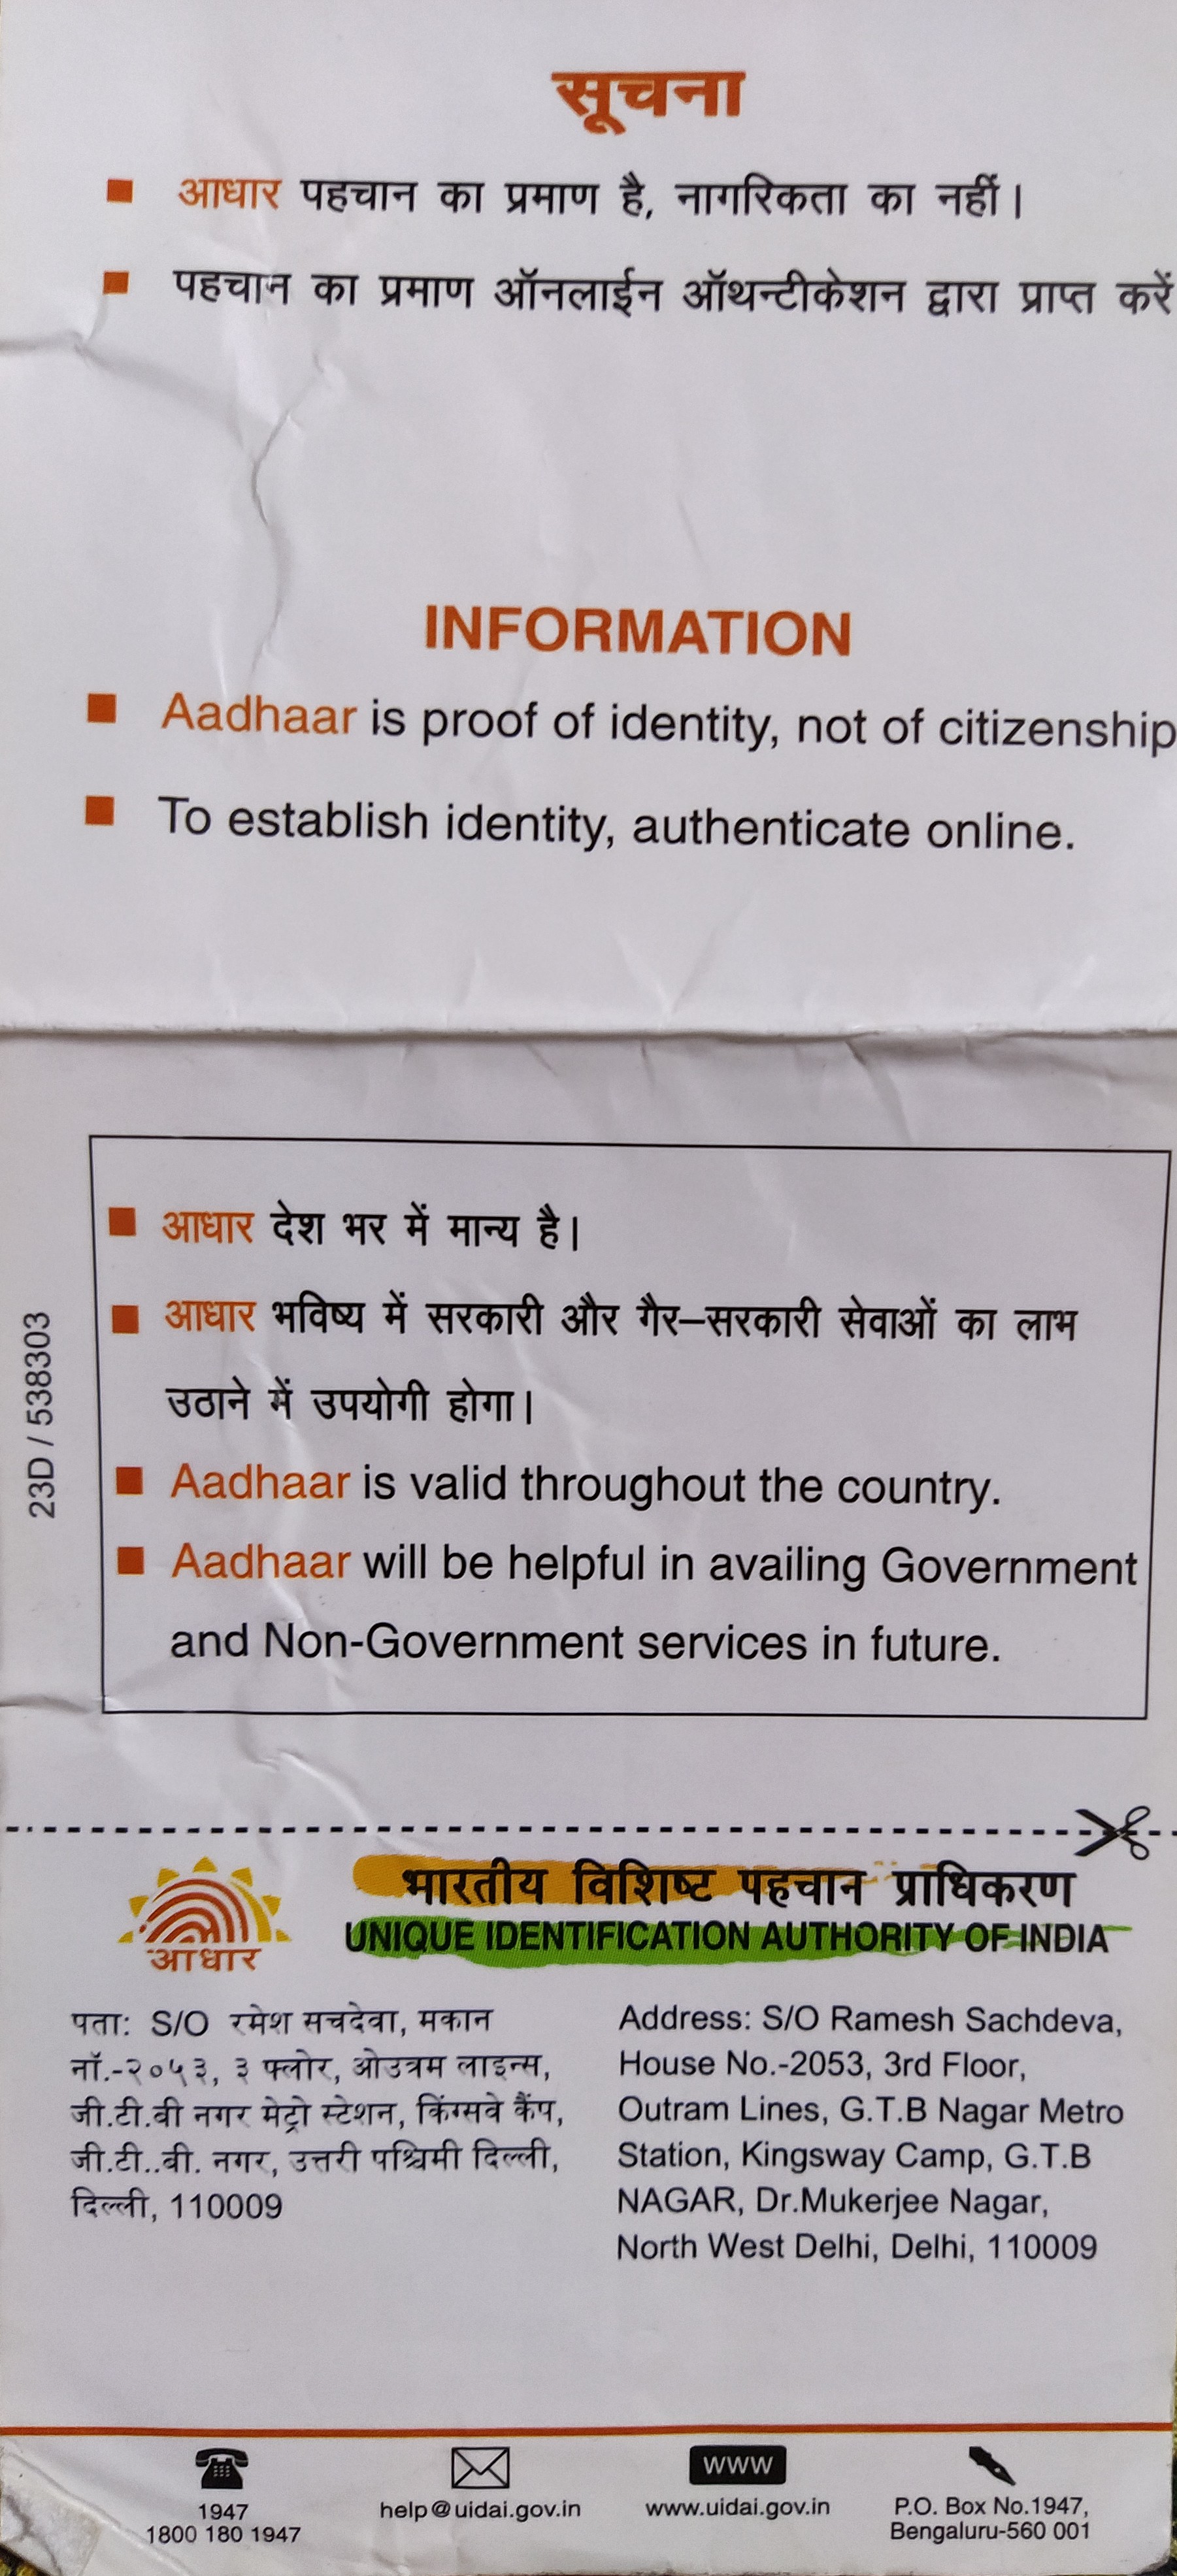 सूचना
■ आधार पहचान का प्रमाण है, नागरिकता का नहीं।
■ पहचान का प्रमाण ऑनलाईन ऑथन्टीकेशन द्वारा प्राप्त करें
INFORMATION
■ Aadhaar is proof of identity, not of citizenship
■ To establish identity, authenticate online.
23D / 538303
■ आधार देश भर में मान्य है।
■ आधार भविष्य में सरकारी और गैर–सरकारी सेवाओं का लाभ
उठाने में उपयोगी होगा।
■ Aadhaar is valid throughout the country.
■ Aadhaar will be helpful in availing Government
and Non-Government services in future.
आधार
भारतीय विशिष्ट पहचान प्राधिकरण
UNIQUE IDENTIFICATION AUTHORITY OF INDIA
पता: S/O रमेश सचदेवा, मकान
नॉ.-२०५३, ३ फ्लोर, ओउत्रम लाइन्स,
जी.टी.बी नगर मेट्रो स्टेशन, किंग्सवे कैंप,
जी.टी..बी. नगर, उत्तरी पश्चिमी दिल्ली,
दिल्ली, 110009
Address: S/O Ramesh Sachdeva,
House No.-2053, 3rd Floor,
Outram Lines, G.T.B Nagar Metro
Station, Kingsway Camp, G.T.B
NAGAR, Dr.Mukerjee Nagar,
North West Delhi, Delhi, 110009
1947
1800 180 1947
help@uidai.gov.in
www
www.uidai.gov.in
P.O. Box No.1947,
Bengaluru-560 001